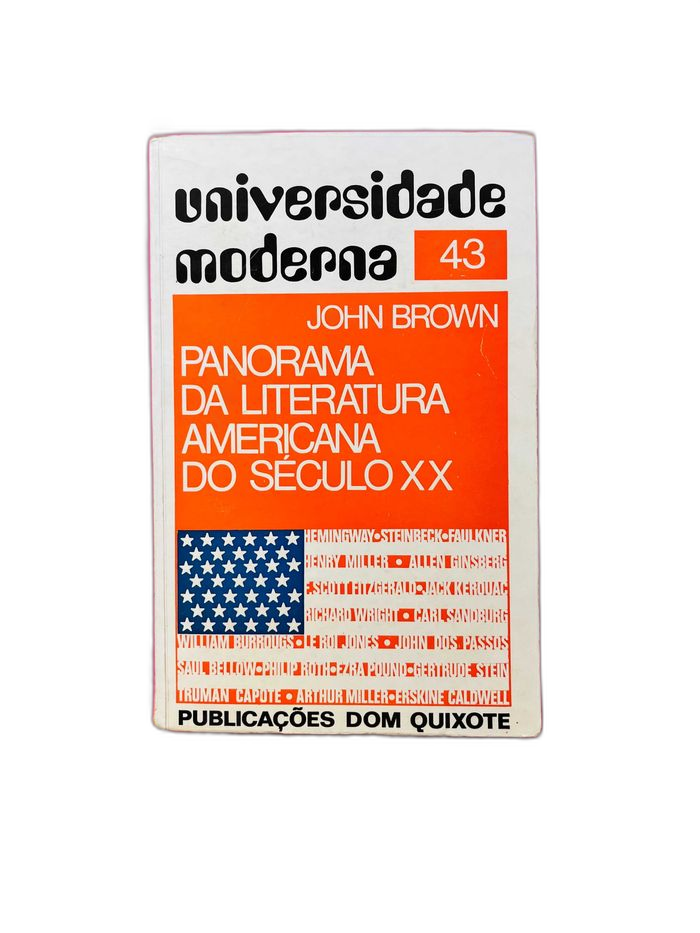 universidade
moderna 43
JOHN BROWN
PANORAMA
DA LITERATURA
AMERICANA
DO SÉCULO XX
HEMINGWAY•STEINBECK•FAULKNER
HENRY MILLER • ALLEN GINSBERG
F.SCOTT FITZGERALD•JACK KEROUAC
RICHARD WRIGHT • CARL SANDBURG
WILLIAM BURROUGS•LE ROI JONES • JOHN DOS PASSOS
SAUL BELLOW•PHILIP ROTH•EZRA POUND•GERTRUDE STEIN
TRUMAN CAPOTE • ARTHUR MILLER•ERSKINE CALDWELL
PUBLICAÇÕES DOM QUIXOTE